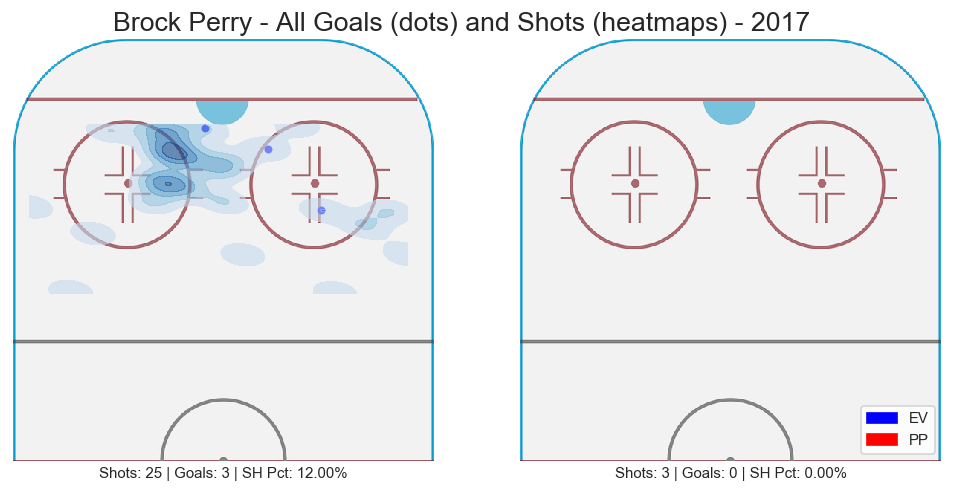 Brock Perry - All Goals (dots) and Shots (heatmaps) - 2017
EV
PP
Shots: 25 | Goals: 3 | SH Pct: 12.00%
Shots: 3 | Goals: 0 | SH Pct: 0.00%